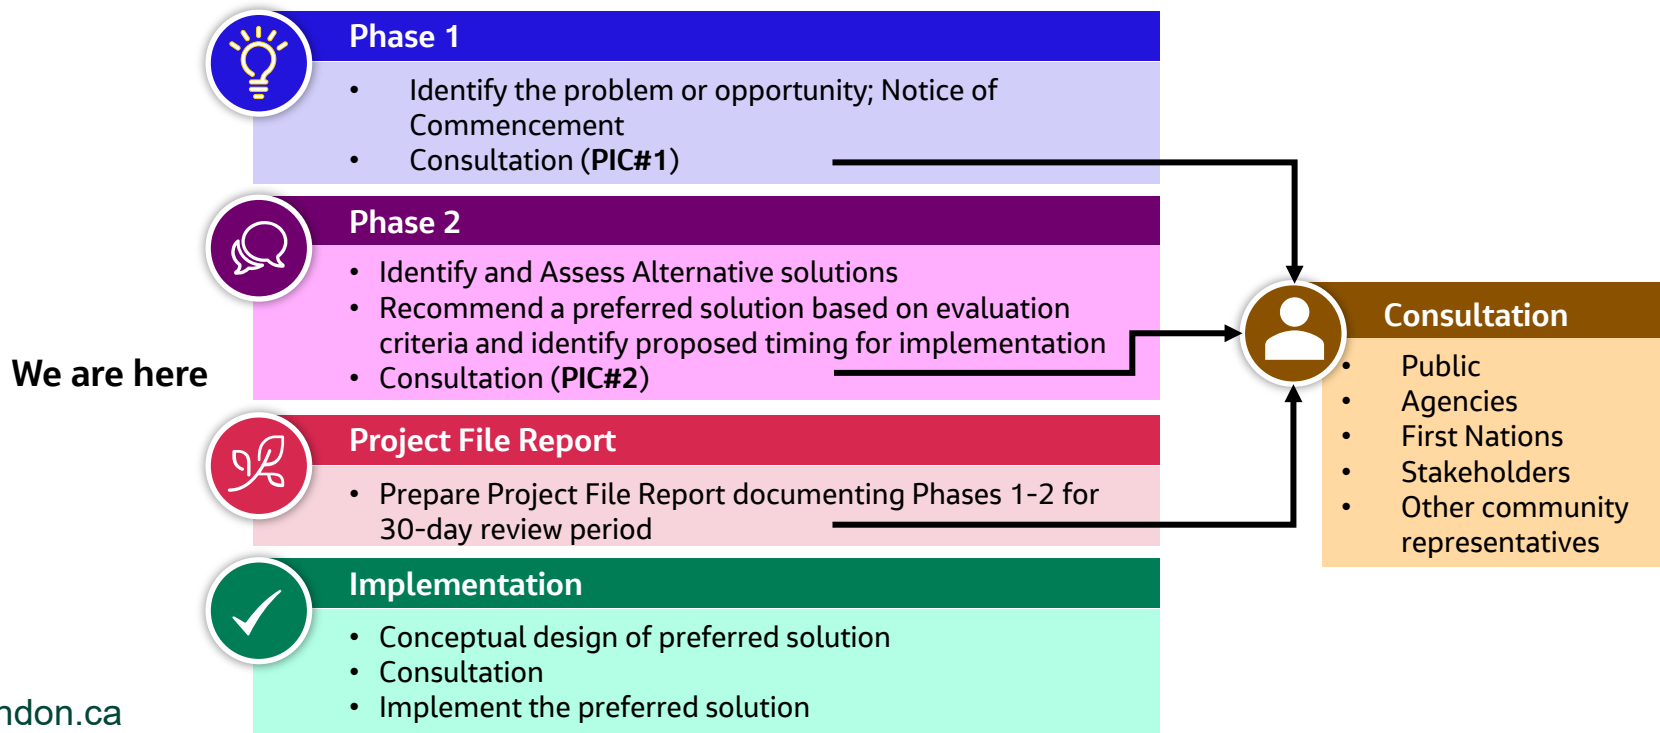 Phase 1
• Identify the problem or opportunity; Notice of
Commencement
• Consultation (PIC#1)
Phase 2
• Identify and Assess Alternative solutions
• Recommend a preferred solution based on evaluation
criteria and identify proposed timing for implementation
• Consultation (PIC#2)
We are here
Project File Report
• Prepare Project File Report documenting Phases 1-2 for
30-day review period
Implementation
• Conceptual design of preferred solution
• Consultation
• Implement the preferred solution
Consultation
• Public
• Agencies
• First Nations
• Stakeholders
• Other community
representatives
ndon.ca